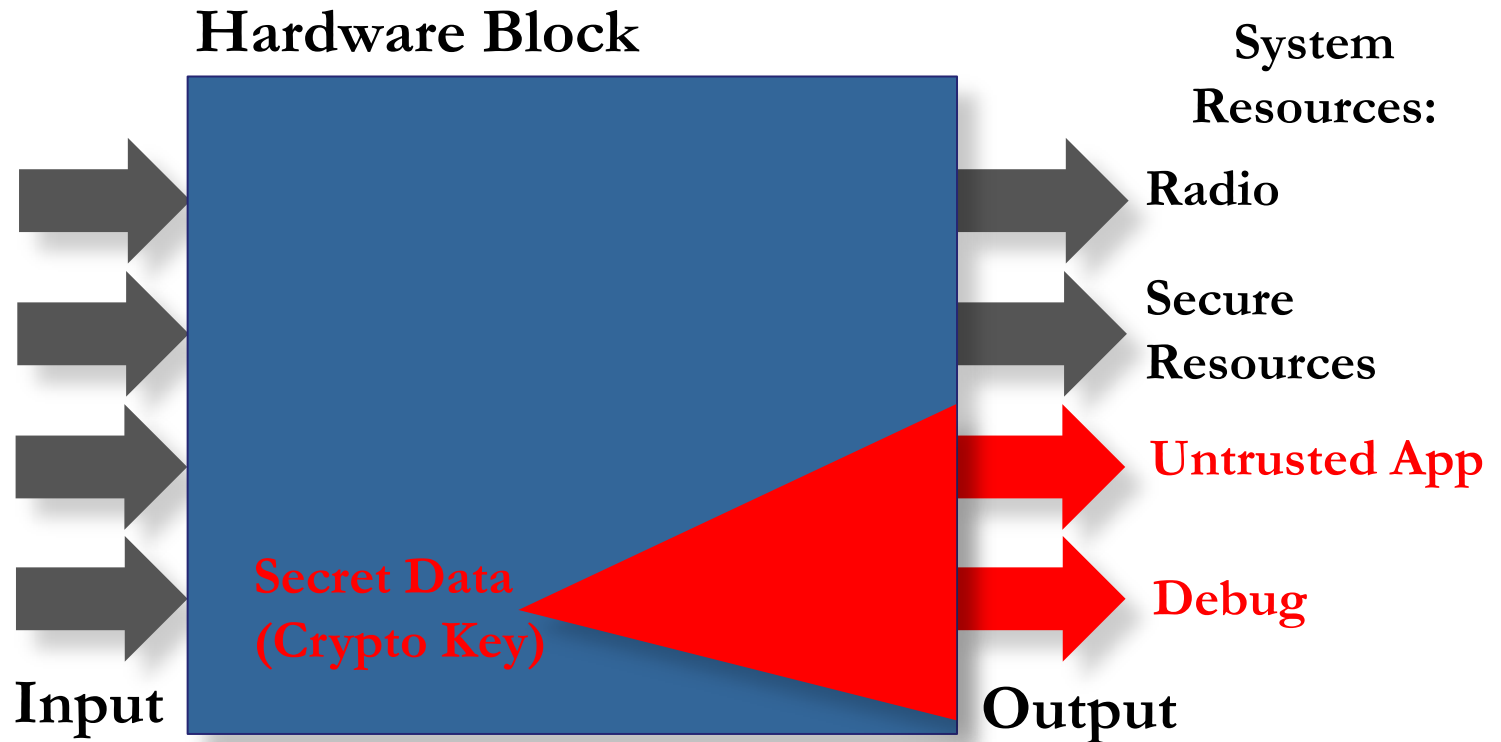 Hardware Block
System
Resources:
Radio
Secure
Resources
Untrusted App
Secret Data
(Crypto Key)
Debug
Input
Output